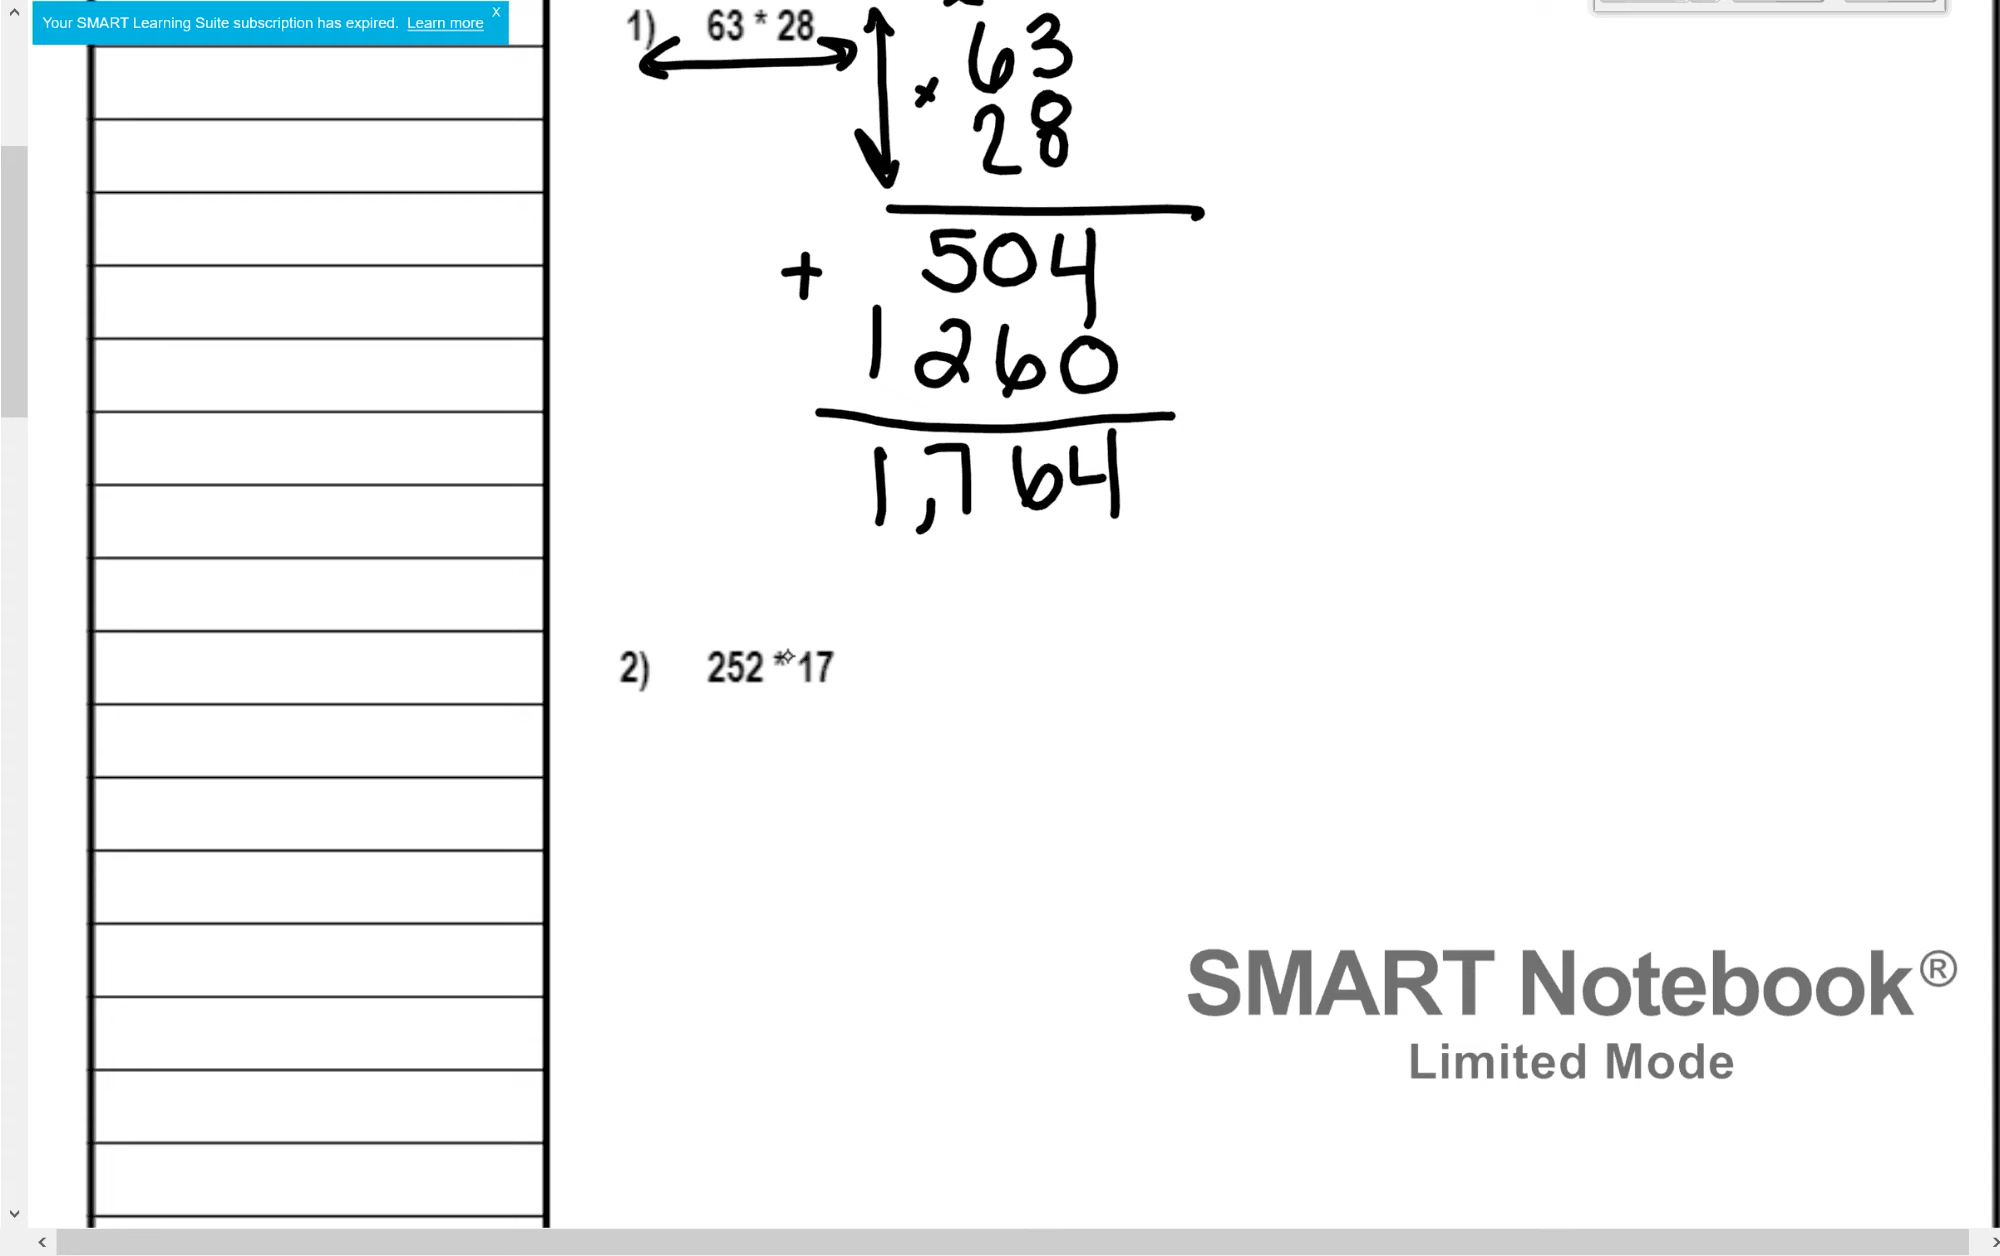 Your SMART Learning Suite subscription has expired. Learn more X
1) 63 * 28
63
× 28
504
+
1260
1,764
2) 252 * 17
SMART Notebook®
Limited Mode